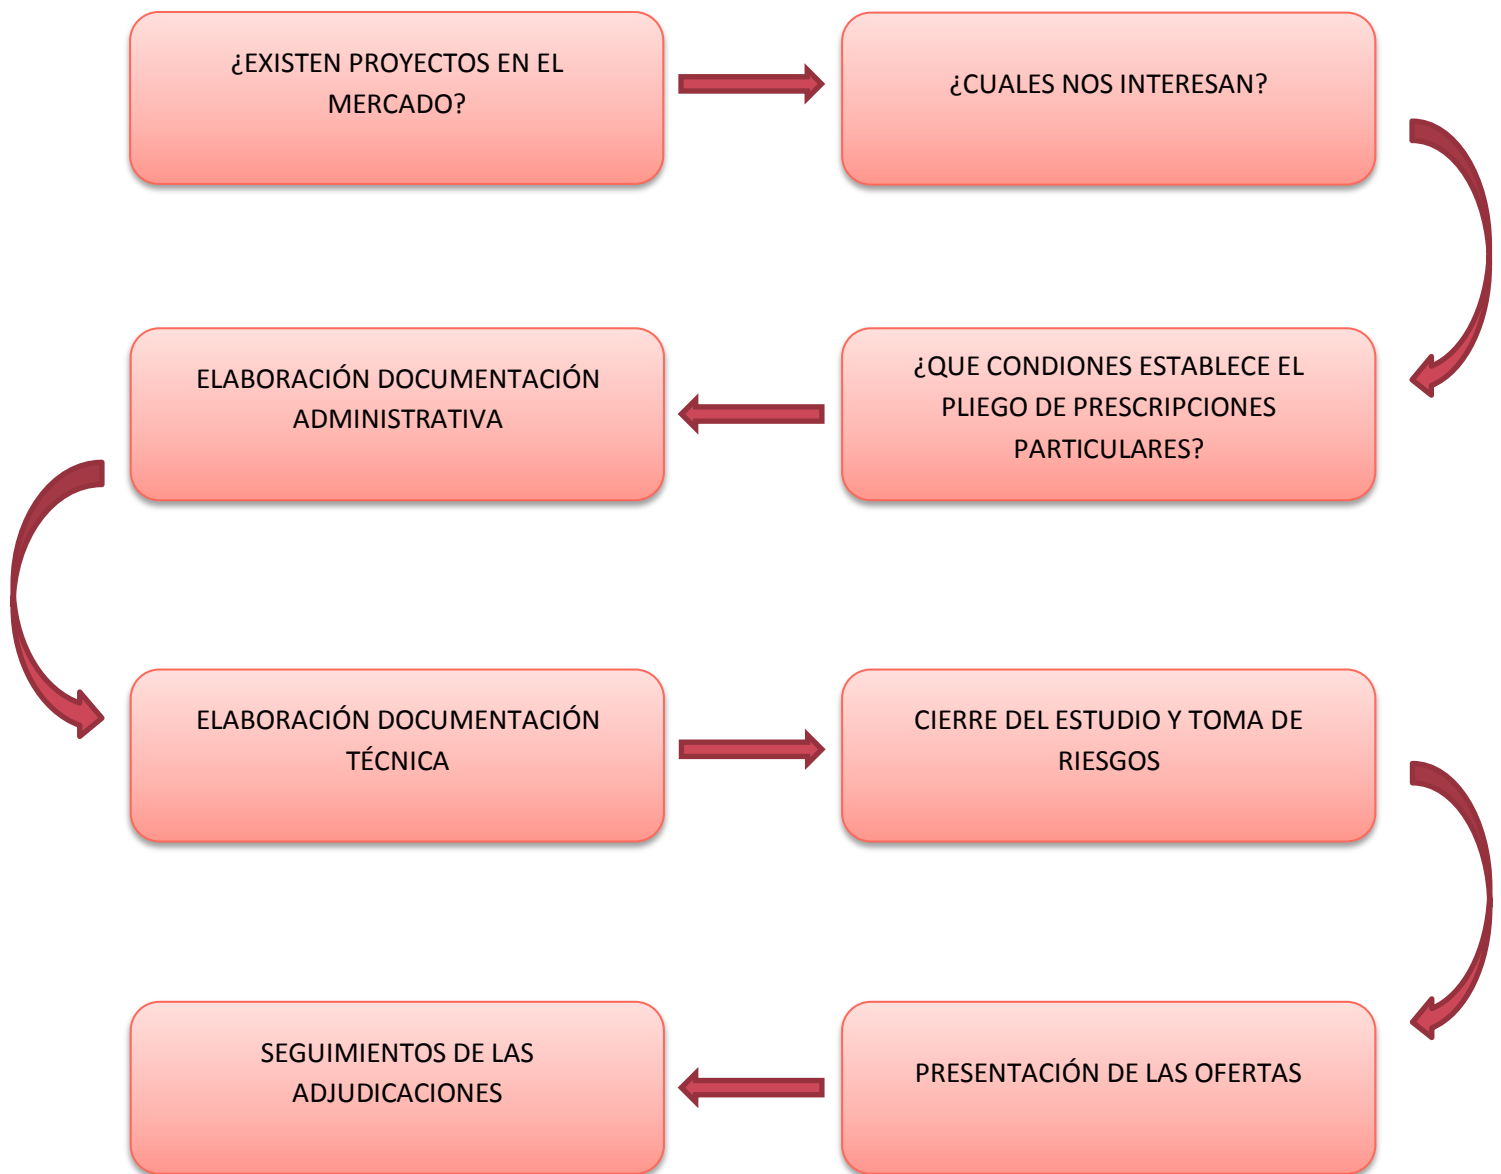 ¿EXISTEN PROYECTOS EN EL
MERCADO?
¿CUALES NOS INTERESAN?
¿QUE CONDIONES ESTABLECE EL
PLIEGO DE PRESCRIPCIONES
PARTICULARES?
ELABORACIÓN DOCUMENTACIÓN
ADMINISTRATIVA
ELABORACIÓN DOCUMENTACIÓN
TÉCNICA
CIERRE DEL ESTUDIO Y TOMA DE
RIESGOS
PRESENTACIÓN DE LAS OFERTAS
SEGUIMIENTOS DE LAS
ADJUDICACIONES